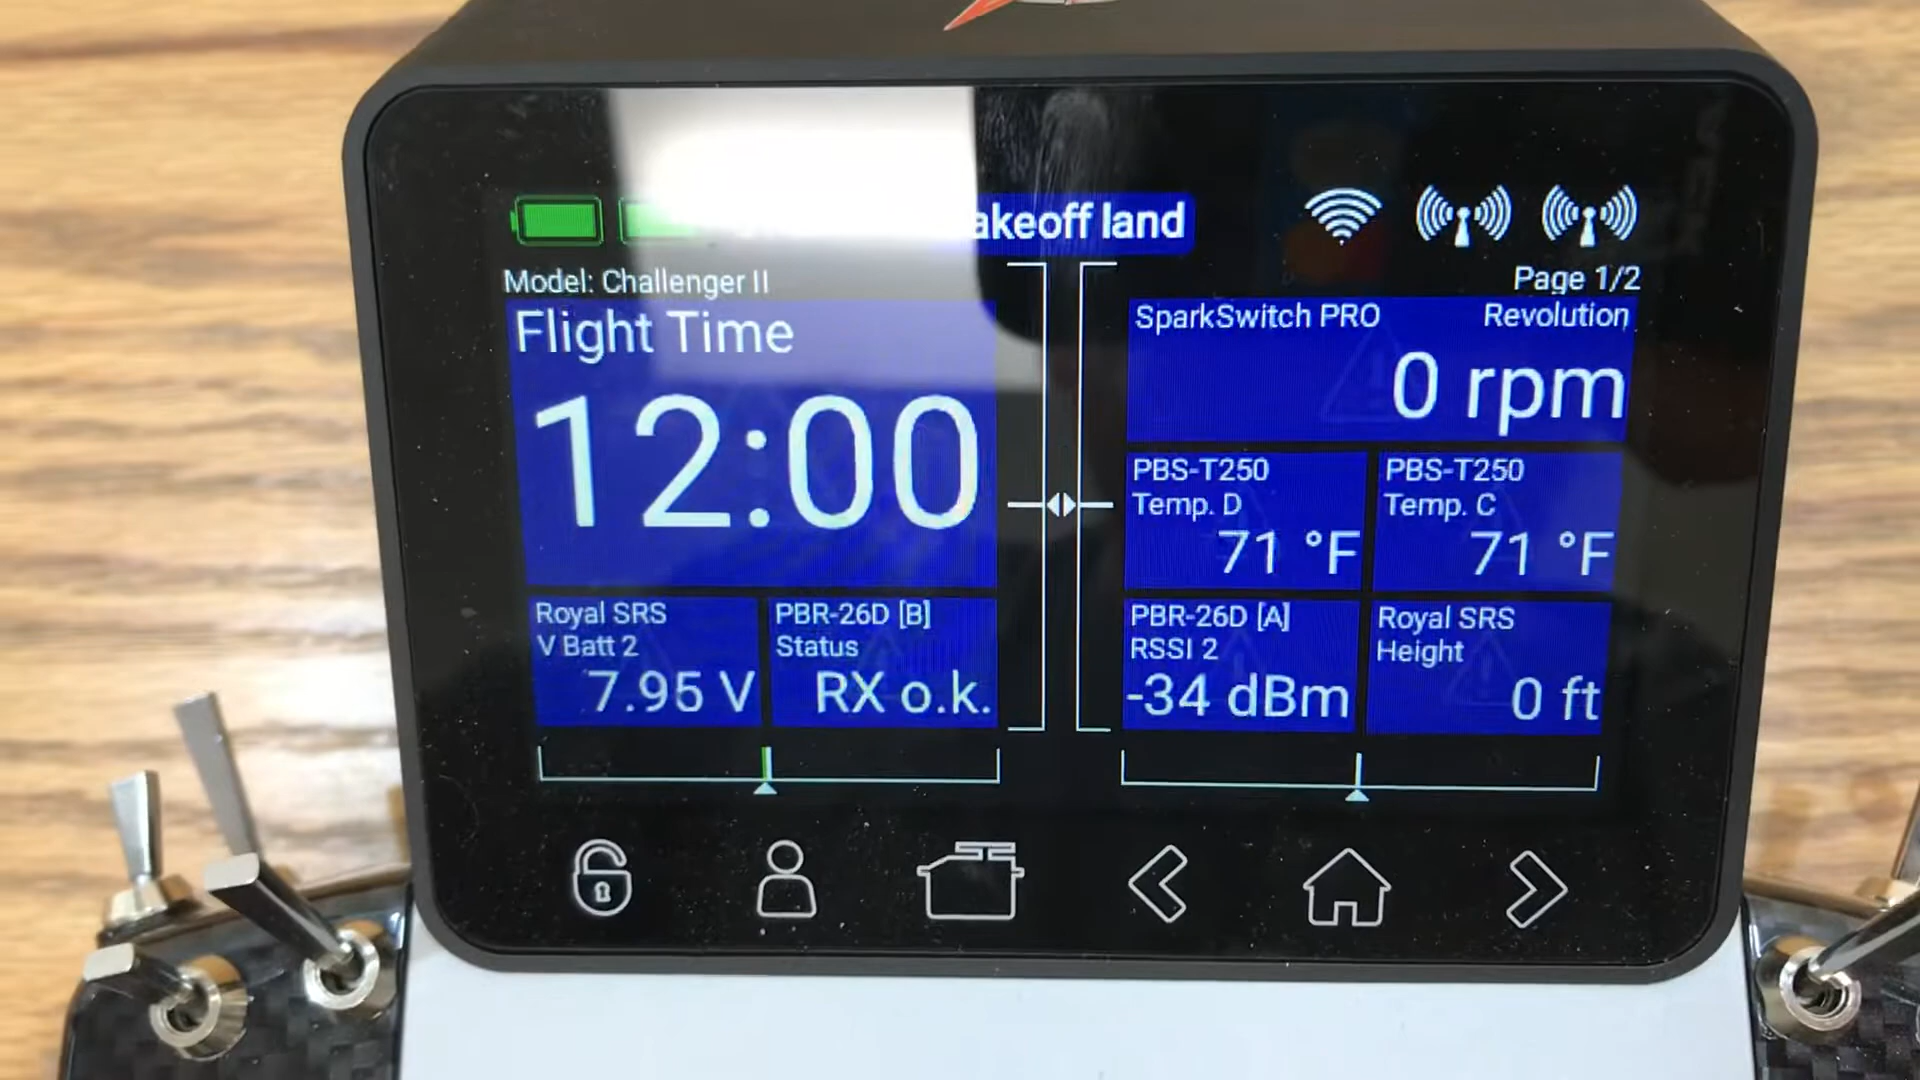 land
Page 1/2
Model: Challenger II
Flight Time
12:00
Royal SRS
V Batt 2
7.95 V
PBR-26D [B]
Status
RX o.k.
SparkSwitch PRO
Revolution
0 rpm
PBS-T250
Temp. D
71 °F
PBS-T250
Temp. C
71 °F
PBR-26D [A]
RSSI 2
-34 dBm
Royal SRS
Height
0 ft